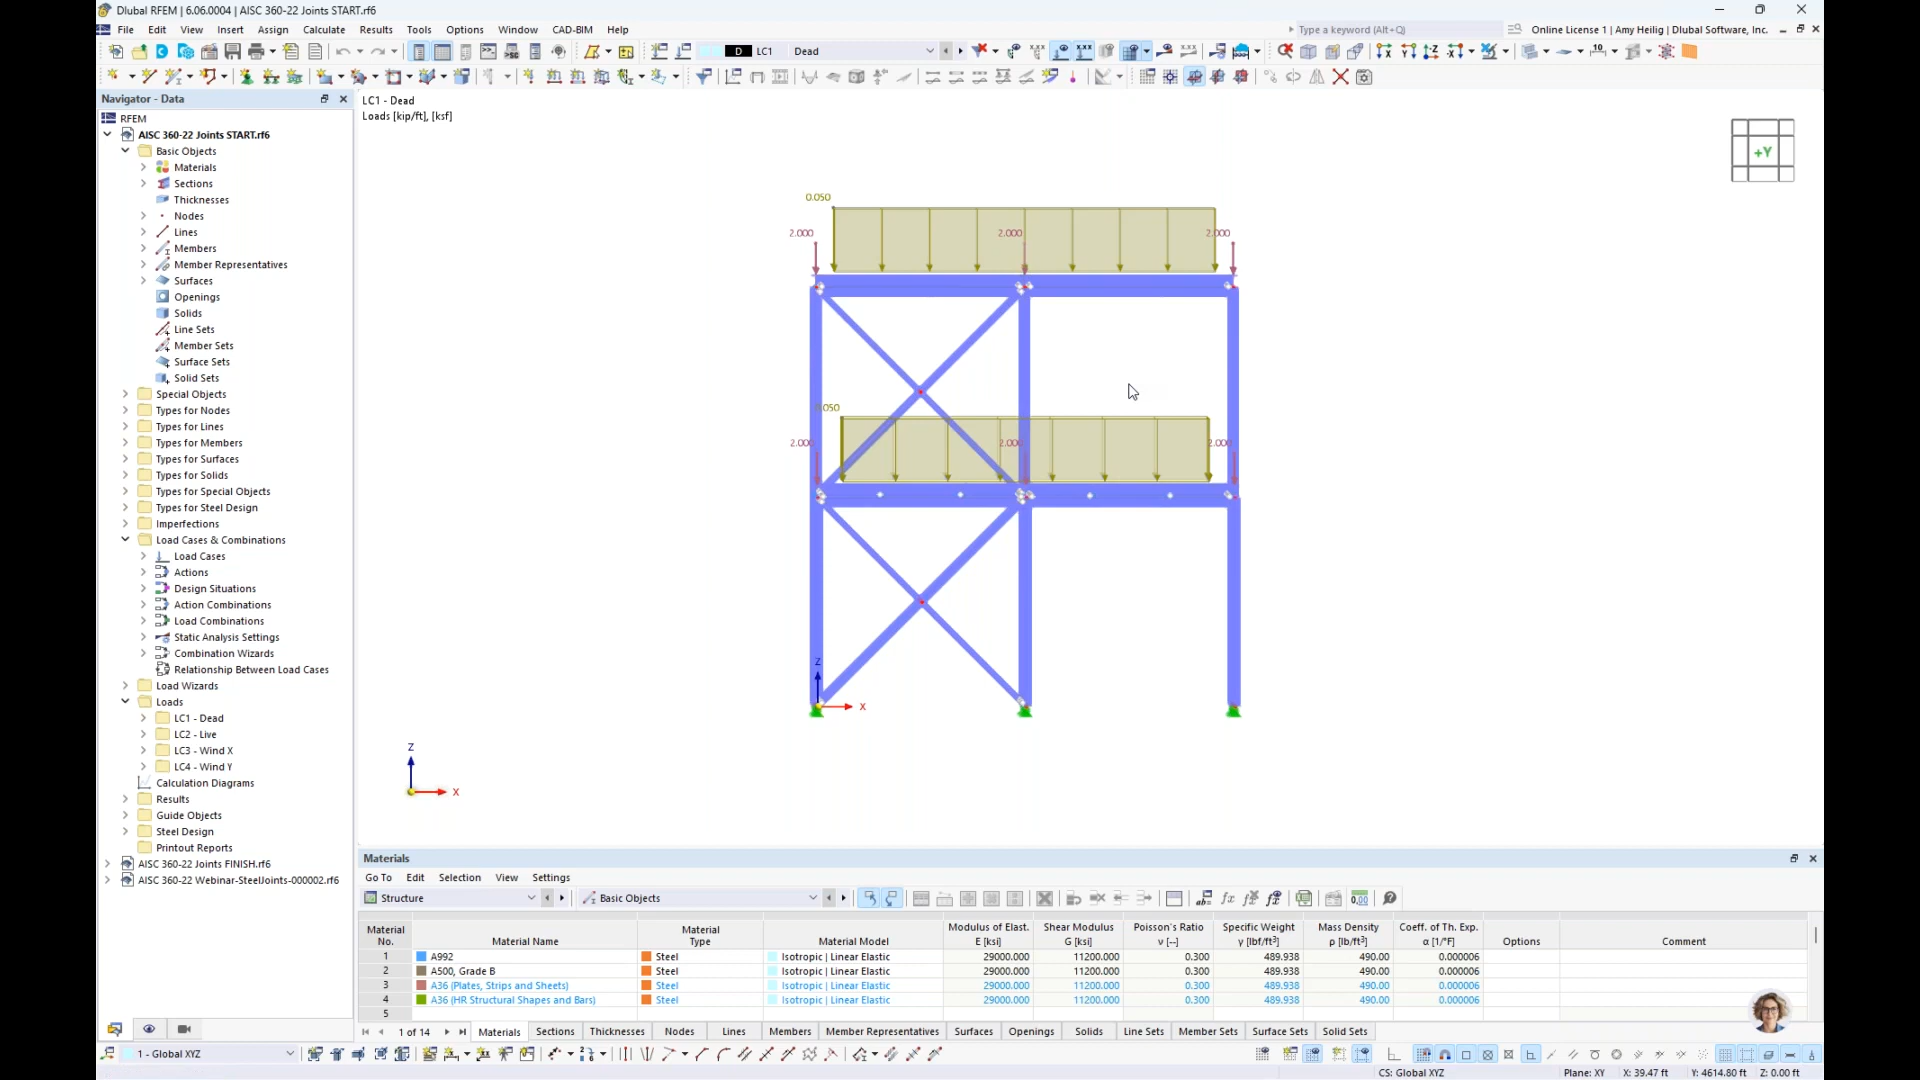 Dlubal RFEM | 6.06.0004 | AISC 360-22 Joints START.rf6
File Edit View Insert Assign Calculate Results Tools Options Window CAD-BIM Help
Type a keyword (Alt+Q)
Online License 1 | Amy Heilig | Dlubal Software, Inc.
D LC1 Dead
Navigator - Data
RFEM
AISC 360-22 Joints START.rf6
Basic Objects
Materials
Sections
Thicknesses
Nodes
Lines
Members
Member Representatives
Surfaces
Openings
Solids
Line Sets
Member Sets
Surface Sets
Solid Sets
Special Objects
Types for Nodes
Types for Lines
Types for Members
Types for Surfaces
Types for Solids
Types for Special Objects
Types for Steel Design
Imperfections
Load Cases & Combinations
Load Cases
Actions
Design Situations
Action Combinations
Load Combinations
Static Analysis Settings
Combination Wizards
Relationship Between Load Cases
Load Wizards
Loads
LC1 - Dead
LC2 - Live
LC3 - Wind X
LC4 - Wind Y
Calculation Diagrams
Results
Guide Objects
Steel Design
Printout Reports
AISC 360-22 Joints FINISH.rf6
AISC 360-22 Webinar-SteelJoints-000002.rf6
LC1 - Dead
Loads [kip/ft], [ksf]
+Y
0.050
2.000 2.000 2.000
0.050
2.000 2.000 2.000
Z
X
Z
X
Materials
Go To Edit Selection View Settings
Structure Basic Objects
Material No. Material Name Material Type Material Model Modulus of Elast. E [ksi] Shear Modulus G [ksi] Poisson's Ratio ν [--] Specific Weight γ [lbf/ft³] Mass Density ρ [lb/ft³] Coeff. of Th. Exp. α [1/°F] Options Comment
1 A992 Steel Isotropic | Linear Elastic 29000.000 11200.000 0.300 489.938 490.00 0.000006
2 A500, Grade B Steel Isotropic | Linear Elastic 29000.000 11200.000 0.300 489.938 490.00 0.000006
3 A36 (Plates, Strips and Sheets) Steel Isotropic | Linear Elastic 29000.000 11200.000 0.300 489.938 490.00 0.000006
4 A36 (HR Structural Shapes and Bars) Steel Isotropic | Linear Elastic 29000.000 11200.000 0.300 489.938 490.00 0.000006
5
1 of 14 Materials Sections Thicknesses Nodes Lines Members Member Representatives Surfaces Openings Solids Line Sets Member Sets Surface Sets Solid Sets
1 - Global XYZ
CS: Global XYZ Plane: XY X: 39.47 ft Y: 4614.80 ft Z: 0.00 ft